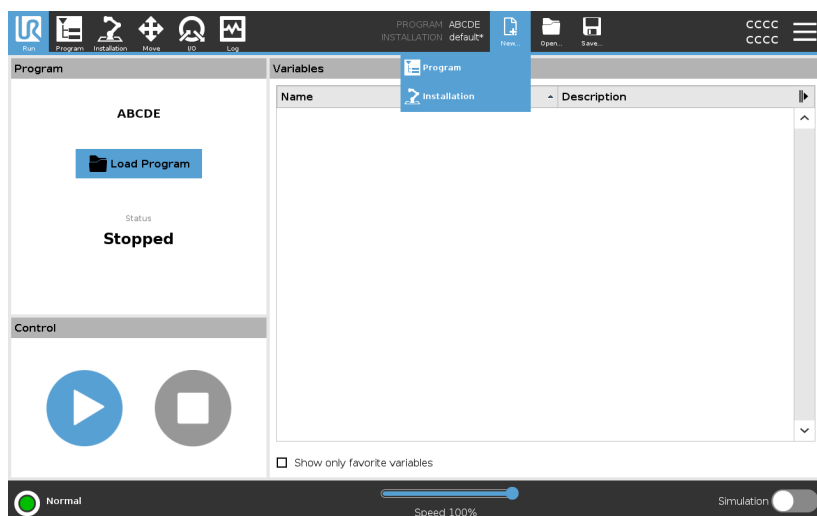 UR
Run
Program
Installation
Move
I/O
Log
PROGRAM ABCDE
INSTALLATION default*
New...
Open...
Save...
CCCC
CCCC
Program
Installation
Program
ABCDE
Load Program
Status
Stopped
Control
Variables
Name
Description
Show only favorite variables
Normal
Speed 100%
Simulation